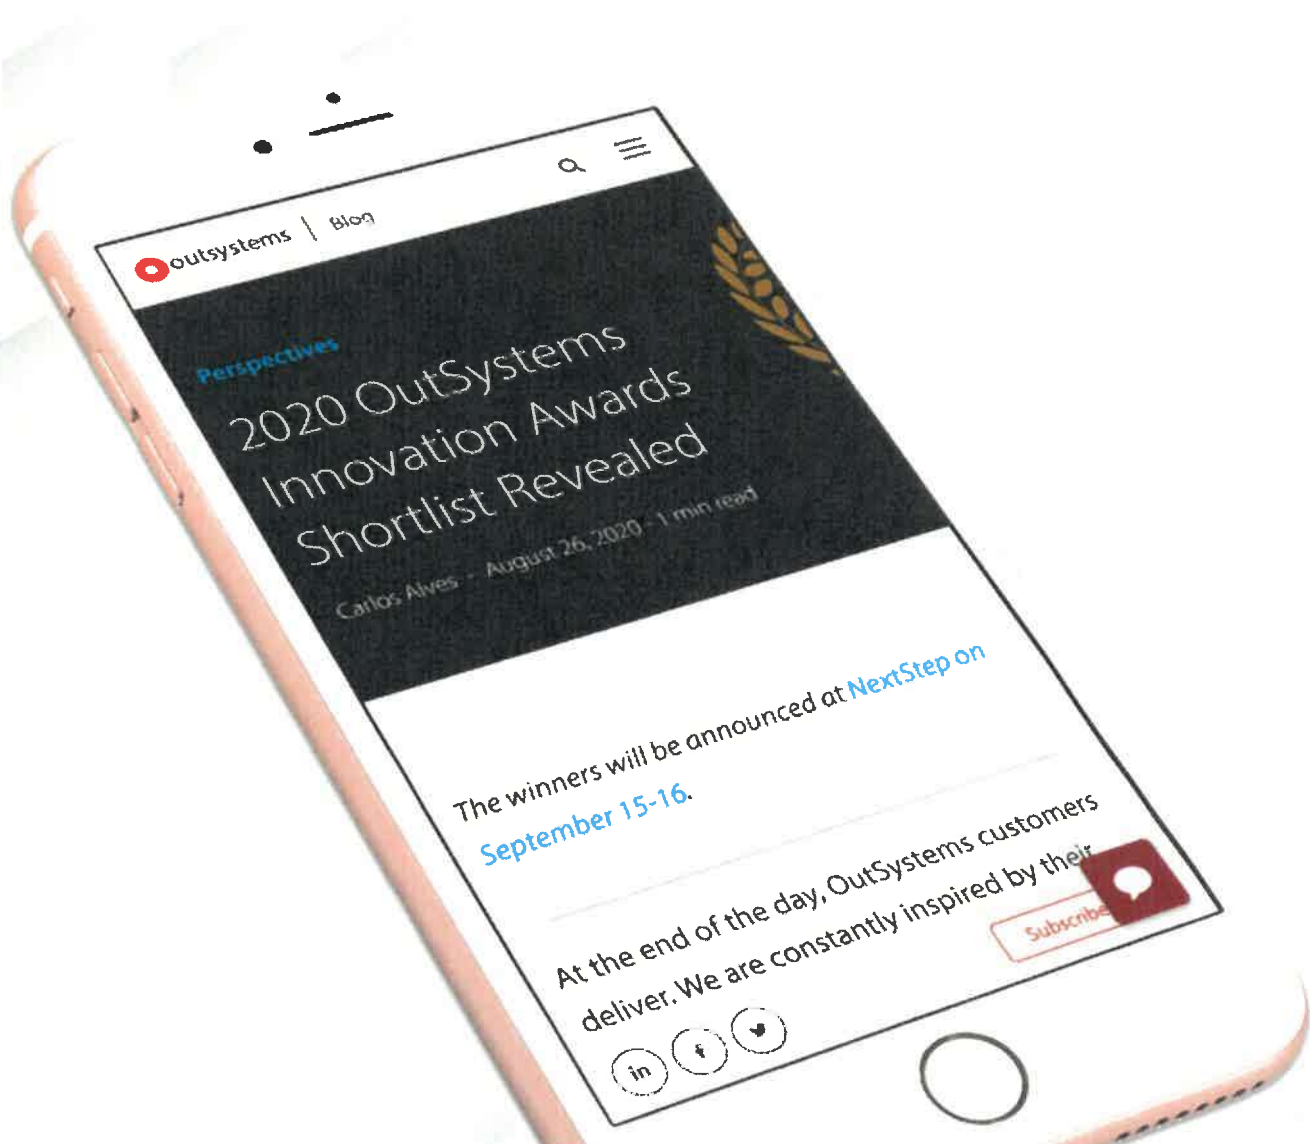 outsystems | Blog
Perspectives
2020 OutSystems
Innovation Awards
Shortlist Revealed
Carlos Alves - August 26, 2020 - 1 min read
The winners will be announced at NextStep on
September 15-16.
At the end of the day, OutSystems customers
deliver. We are constantly inspired by their
Subscribe
in f